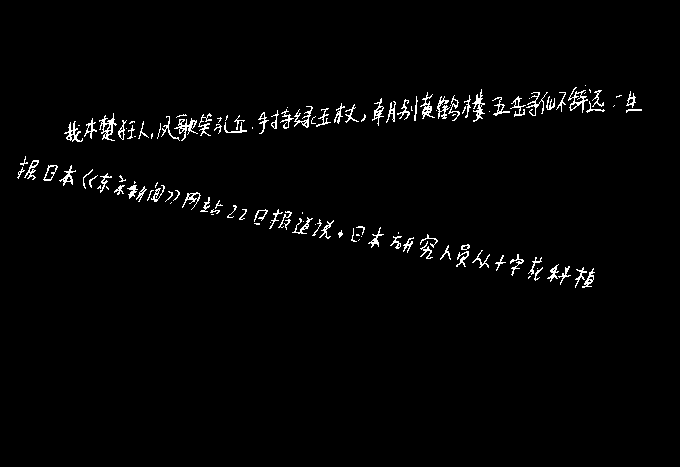 我本楚狂人，凤歌笑孔丘.手持绿玉杖，朝别黄鹤楼五岳寻仙不辞远.一生
据日本《东京新闻》网站22日报道说，日本研究人员从十字花科植